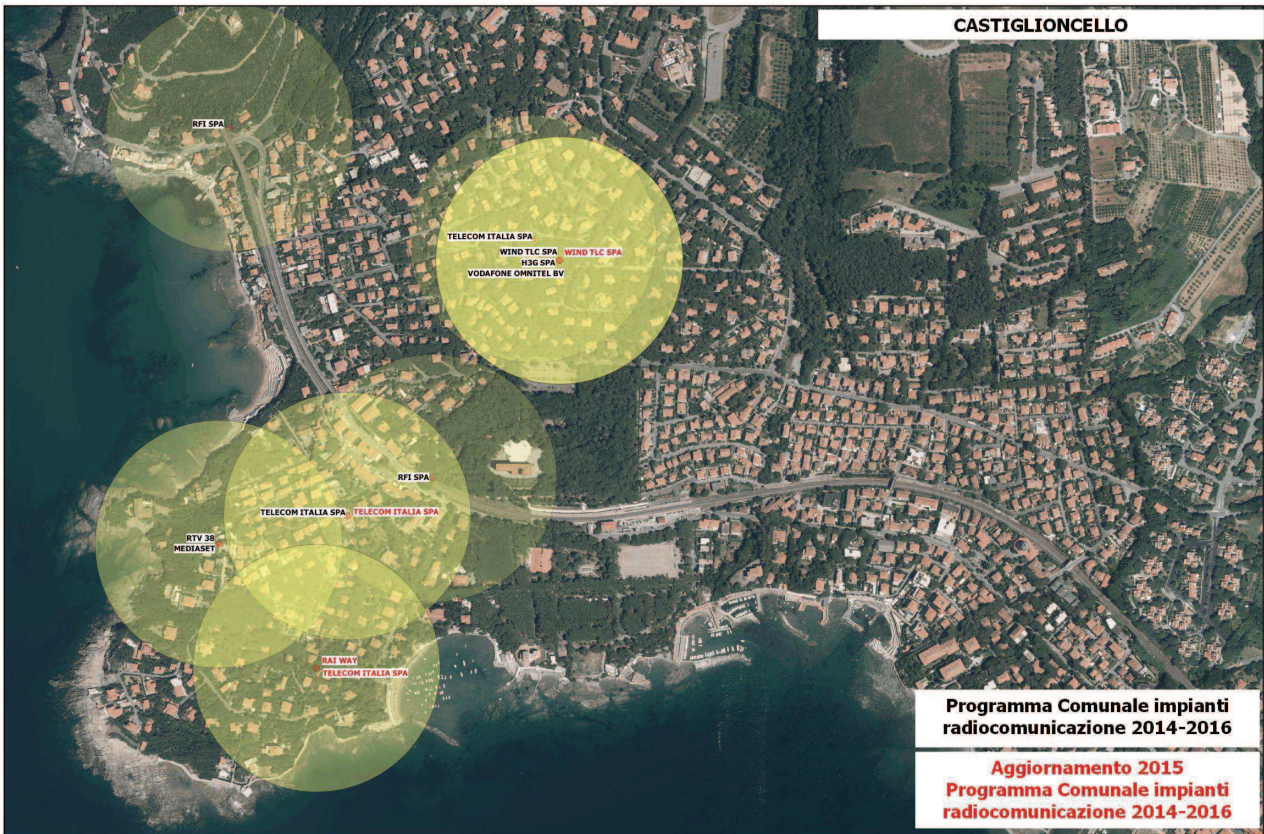 CASTIGLIONCELLO
RFI SPA
TELECOM ITALIA SPA
WIND TLC SPA WIND TLC SPA
H3G SPA
VODAFONE OMNITEL BV
RFI SPA
TELECOM ITALIA SPA TELECOM ITALIA SPA
RTV 38
MEDIASET
RAI WAY
TELECOM ITALIA SPA
Programma Comunale impianti
radiocomunicazione 2014-2016
Aggiornamento 2015
Programma Comunale impianti
radiocomunicazione 2014-2016